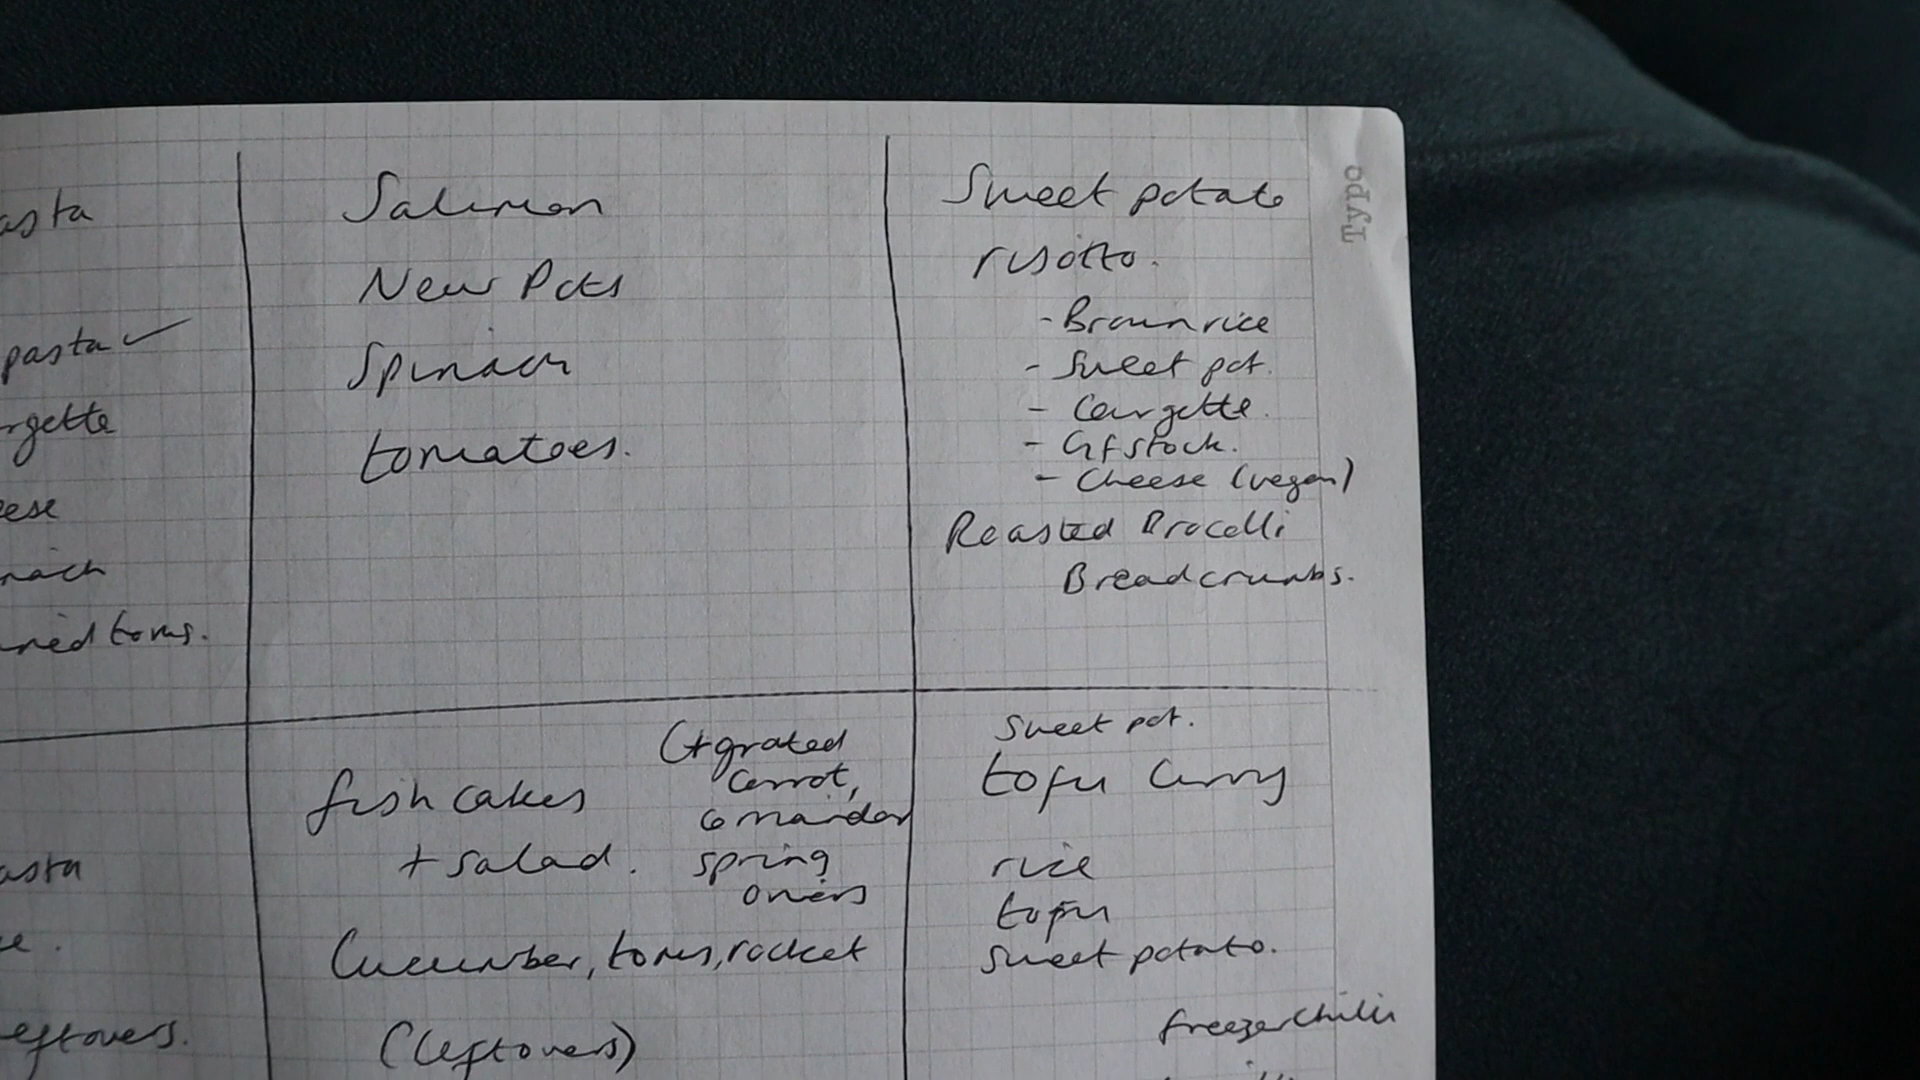 asta
pasta ✓
rgette
ese
nach
ned toms.
Salmon
New Pots
Spinach
tomatoes.
Sweet potato
risotto.
- Brown rice
- Sweet pot.
- Courgette.
- GF stock.
- Cheese (vegan)
Roasted Brocolli
Breadcrumbs.
Typo
asta
e.
eftovers.
fish cakes
+ salad.
(+ grated
carrot,
coriander
spring
onions
Cucumber, toms, rocket
(leftovers)
Sweet pot.
tofu curry
rice
tofu
sweet potato.
freezer chilli